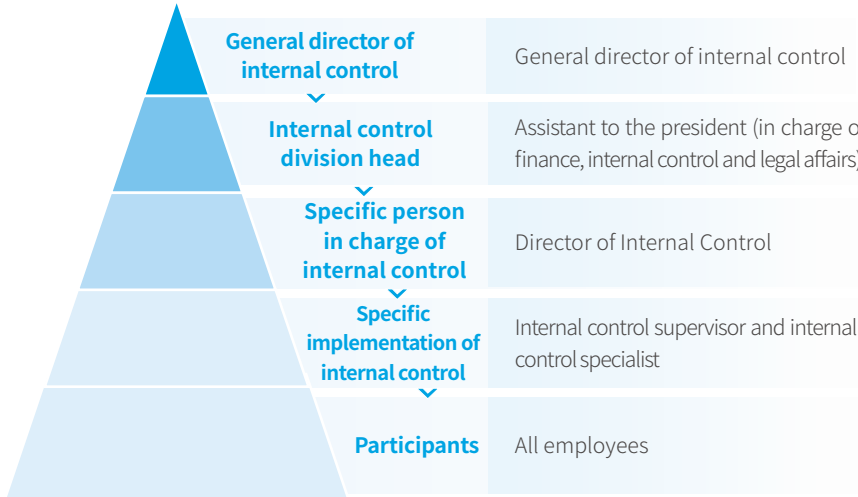 General director of
internal control
General director of internal control
Internal control
division head
Assistant to the president (in charge o
finance, internal control and legal affairs)
Specific person
in charge of
internal control
Director of Internal Control
Specific
implementation of
internal control
Internal control supervisor and internal
control specialist
Participants
All employees